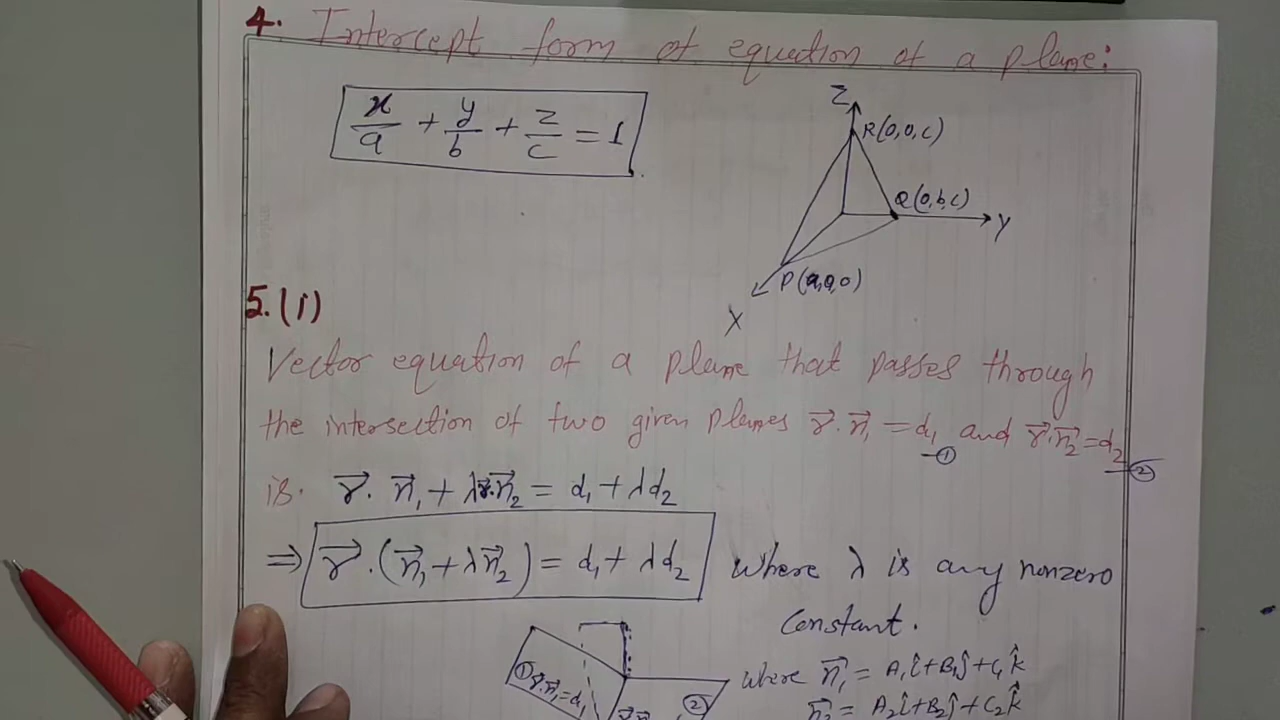 4. Intercept form of equation of a plane:
x/a + y/b + z/c = 1
Z
R(0,0,c)
Q(0,b,c)
Y
P(a,0,0)
X
5.(1)
Vector equation of a plane that passes through
the intersection of two given planes r⃗.n⃗₁ = d₁ and r⃗.n⃗₂ = d₂
① ②
is. r⃗. n⃗₁ + λr⃗.n⃗₂ = d₁ + λd₂
⇒ r⃗.(n⃗₁ + λn⃗₂) = d₁ + λd₂ where λ is any nonzero
constant.
① r⃗.n⃗₁ = d₁
②
where n⃗₁ = A₁î + B₁ĵ + C₁k̂
n⃗₂ = A₂î + B₂ĵ + C₂k̂